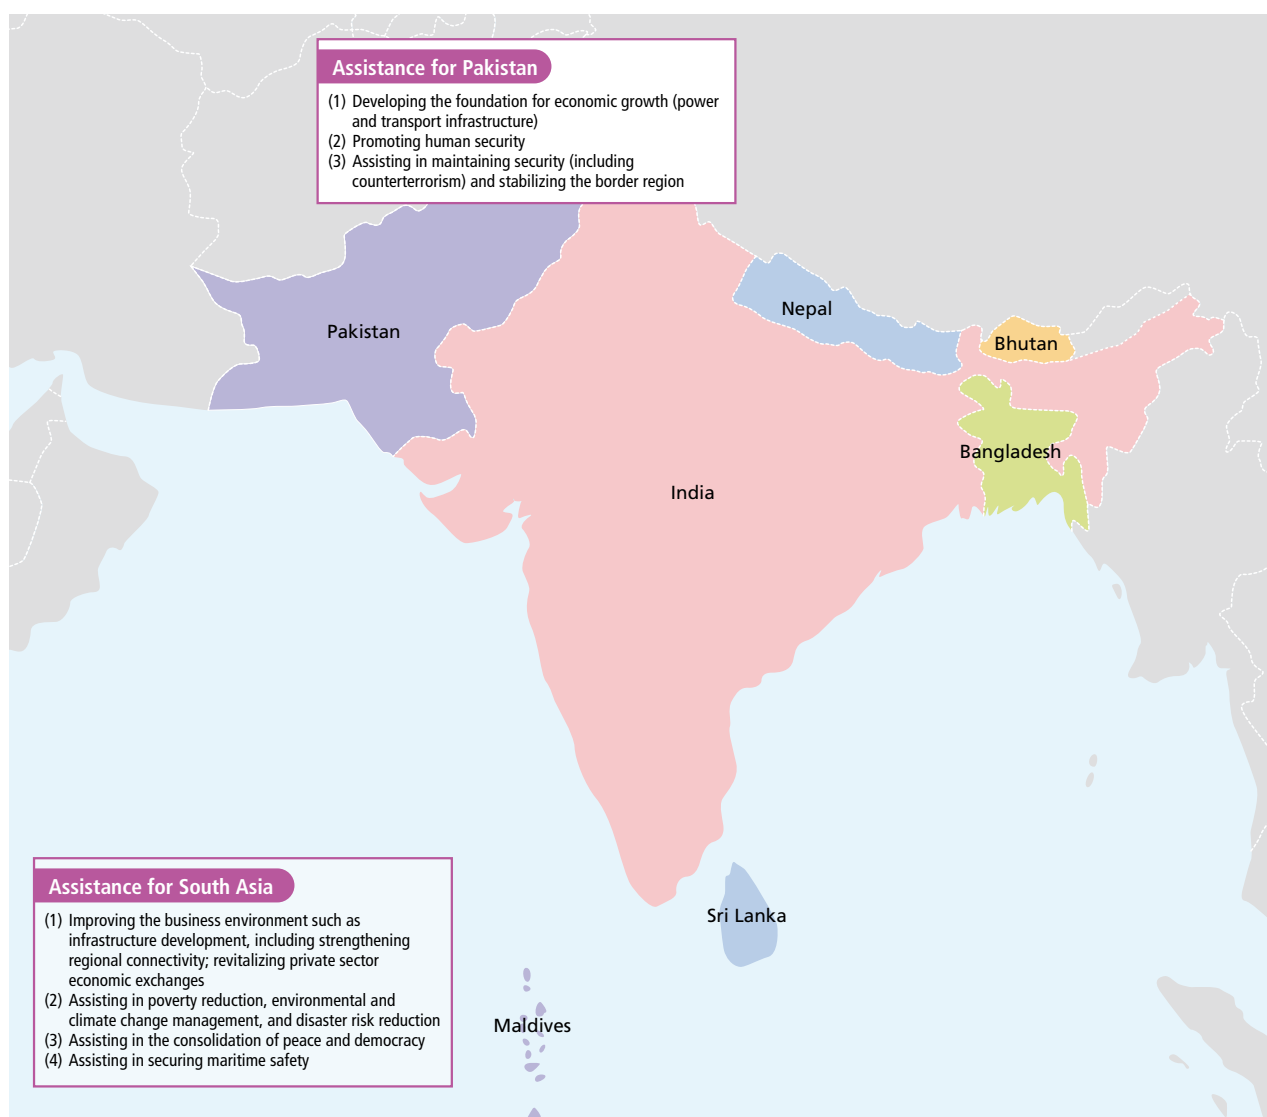 Assistance for Pakistan
(1) Developing the foundation for economic growth (power
and transport infrastructure)
(2) Promoting human security
(3) Assisting in maintaining security (including
counterterrorism) and stabilizing the border region
Nepal
Pakistan
Bhutan
Bangladesh
India
Assistance for South Asia
(1) Improving the business environment such as
infrastructure development, including strengthening
regional connectivity; revitalizing private sector
economic exchanges
(2) Assisting in poverty reduction, environmental and
climate change management, and disaster risk reduction
(3) Assisting in the consolidation of peace and democracy
(4) Assisting in securing maritime safety
Sri Lanka
Maldives